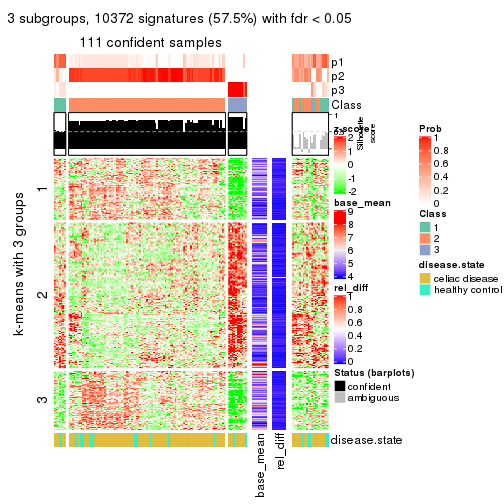 3 subgroups, 10372 signatures (57.5%) with fdr < 0.05
111 confident samples
p1
p2
p3
Class
1
0.5
0
Silhouette
score
k-means with 3 groups
1
2
3
z-score
2
1
0
-1
-2
base_mean
9
8
7
6
5
4
rel_diff
1
0.8
0.6
0.4
0.2
0
Status (barplots)
confident
ambiguous
Prob
1
0.8
0.6
0.4
0.2
0
Class
1
2
3
disease.state
celiac disease
healthy control
disease.state
base_mean
rel_diff